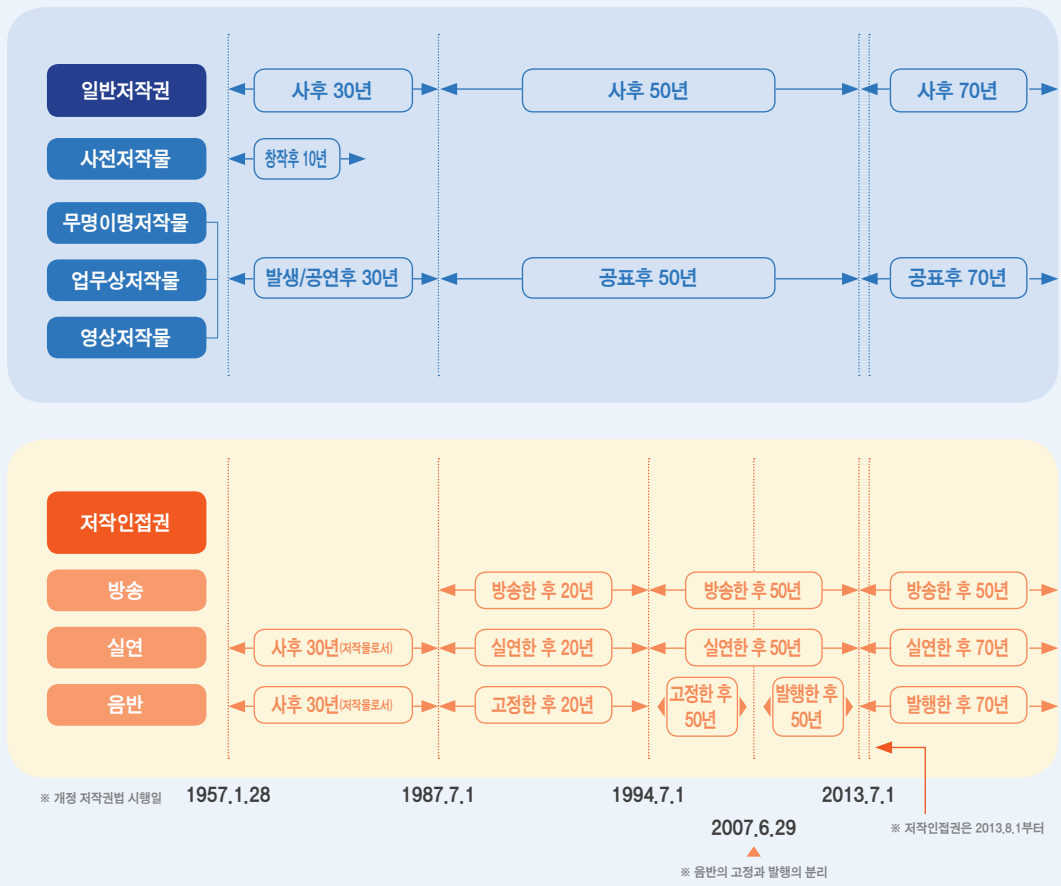 일반저작권
사후 30년
사후 50년
사후 70년
사전저작물
창작후 10년
무명이명저작물
업무상저작물
발생/공연후 30년
공표후 50년
공표후 70년
영상저작물
저작인접권
방송
방송한 후 20년
방송한 후 50년
방송한 후 50년
실연
사후 30년(저작물로서)
실연한 후 20년
실연한 후 50년
실연한 후 70년
음반
사후 30년(저작물로서)
고정한 후 20년
고정한 후
50년
발행한 후
50년
발행한 후 70년
※ 개정 저작권법 시행일
1957.1.28
1987.7.1
1994.7.1
2013.7.1
2007.6.29
※ 저작인접권은 2013.8.1부터
※ 음반의 고정과 발행의 분리